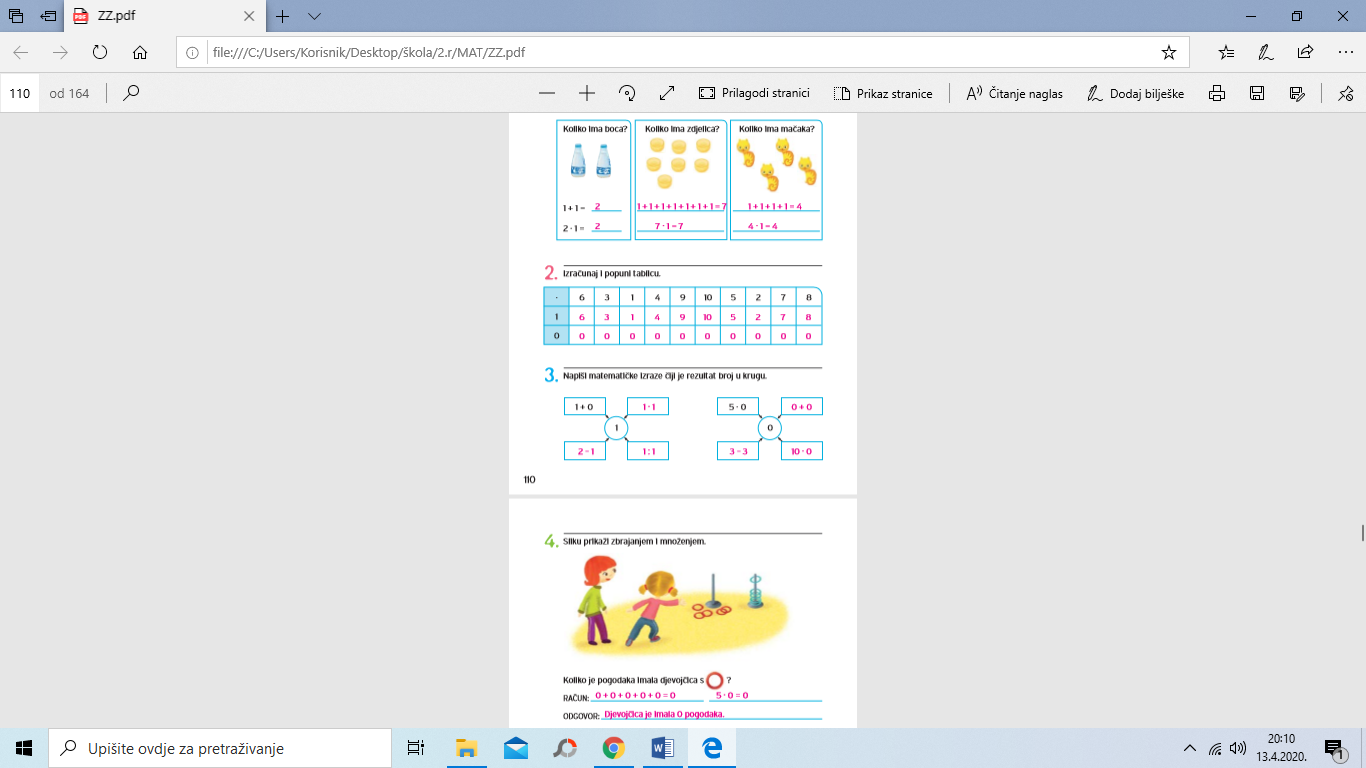 ZZ.pdf
file:///C:/Users/Korisnik/Desktop/škola/2.r/MAT/ZZ.pdf
110 od 164 Prilagodi stranici Prikaz stranice Čitanje naglas Dodaj bilješke
Koliko ima boca? Koliko ima zdjelica? Koliko ima mačaka?
1 + 1 = 2 1 + 1 + 1 + 1 + 1 + 1 + 1 = 7 1 + 1 + 1 + 1 = 4
2 · 1 = 2 7 · 1 = 7 4 · 1 = 4
2. Izračunaj i popuni tablicu.
· 6 3 1 4 9 10 5 2 7 8
1 6 3 1 4 9 10 5 2 7 8
0 0 0 0 0 0 0 0 0 0 0
3. Napiši matematičke izraze čiji je rezultat broj u krugu.
1 + 0 1 · 1 5 · 0 0 + 0
1 0
2 - 1 1 : 1 3 - 3 10 · 0
110
4. Sliku prikaži zbrajanjem i množenjem.
Koliko je pogodaka imala djevojčica s ?
RAČUN: 0 + 0 + 0 + 0 + 0 = 0 5 · 0 = 0
ODGOVOR: Djevojčica je imala 0 pogodaka.
Upišite ovdje za pretraživanje
20:10
13.4.2020.
1